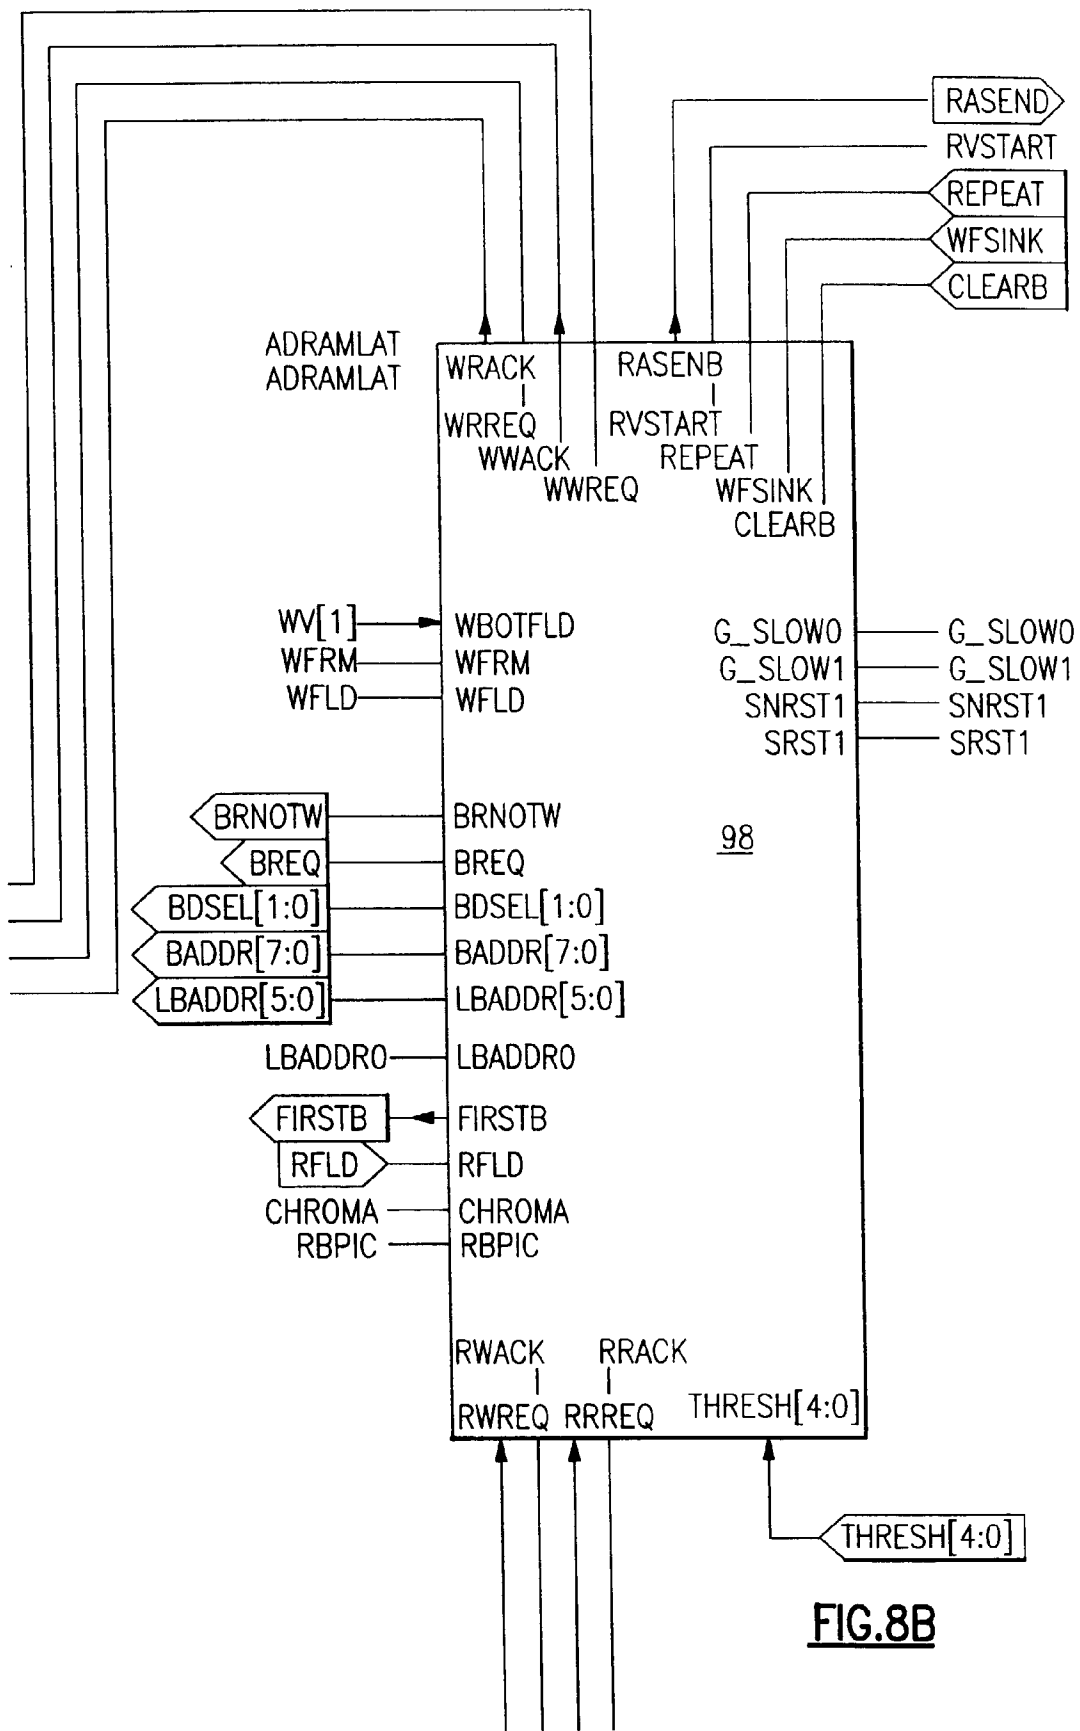 RASEND
RVSTART
REPEAT
WFSINK
CLEARB
ADRAMLAT
ADRAMLAT
WRACK
RASENB
WRREQ
RVSTART
WWACK
REPEAT
WWREQ
WFSINK
CLEARB
WV[1]
WBOTFLD
G_SLOW0
G_SLOW0
WFRM
WFRM
G_SLOW1
G_SLOW1
WFLD
WFLD
SNRST1
SNRST1
SRST1
SRST1
BRNOTW
BRNOTW
98
BREQ
BREQ
BDSEL[1:0]
BDSEL[1:0]
BADDR[7:0]
BADDR[7:0]
LBADDR[5:0]
LBADDR[5:0]
LBADDR0
LBADDR0
FIRSTB
FIRSTB
RFLD
RFLD
CHROMA
CHROMA
RBPIC
RBPIC
RWACK
RRACK
RWREQ
RRREQ
THRESH[4:0]
THRESH[4:0]
FIG.8B